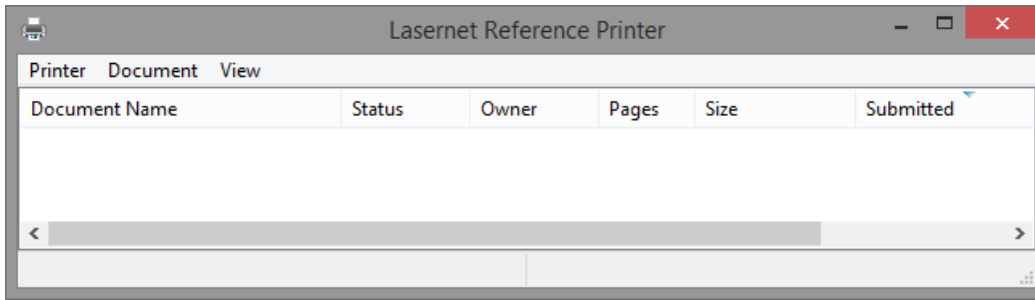 Lasernet Reference Printer
Printer Document View
Document Name Status Owner Pages Size Submitted